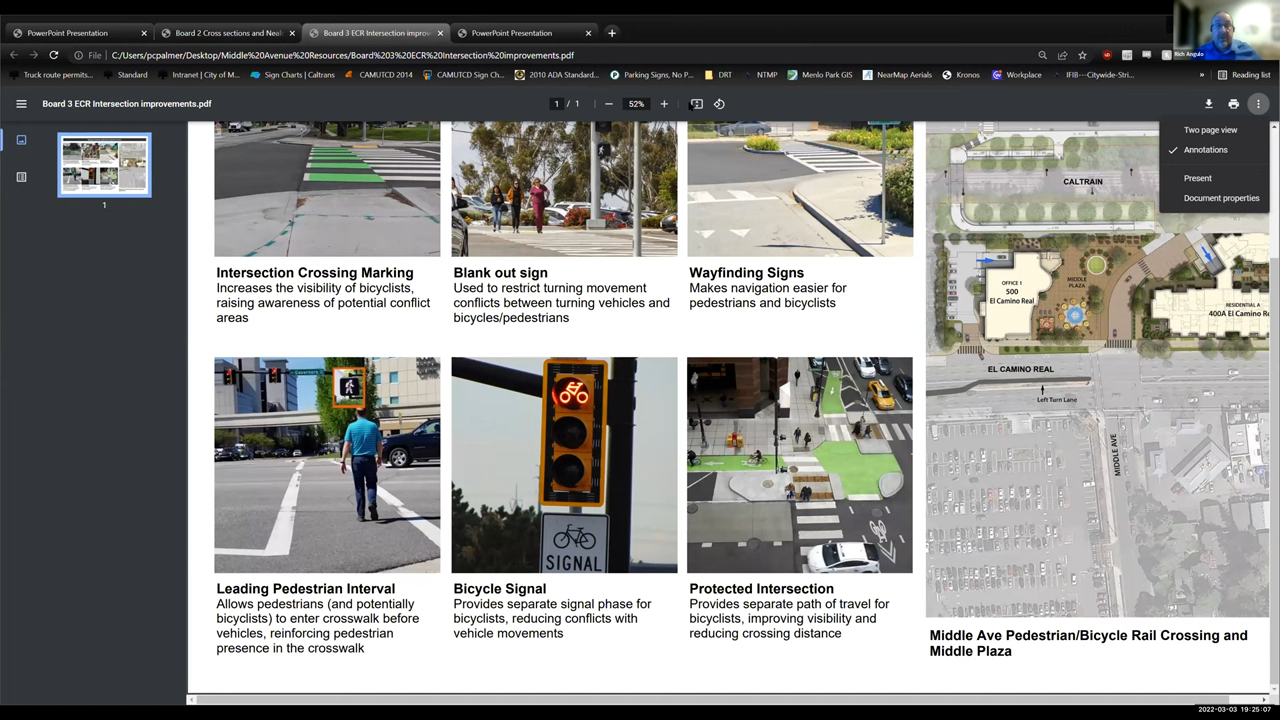 PowerPoint Presentation
Board 2 Cross sections and Neak
Board 3 ECR Intersection improv
PowerPoint Presentation
File
C:/Users/pcpalmer/Desktop/Middle%20Avenue%20Resources/Board%203%20ECR%20Intersection%20improvements.pdf
Rich Angulo
Truck route permits...
Standard
Intranet | City of M...
Sign Charts | Caltrans
CAMUTCD 2014
CAMUTCD Sign Ch...
2010 ADA Standard...
Parking Signs, No P...
DRT
NTMP
Menlo Park GIS
NearMap Aerials
Kronos
Workplace
IFIB---Citywide-Stri...
»
Reading list
Board 3 ECR Intersection improvements.pdf
1 / 1
52%
Two page view
Annotations
Present
Document properties
1
CALTRAIN
OFFICE 1
500
El Camino Real
MIDDLE
PLAZA
RESIDENTIAL A
400A El Camino Re
EL CAMINO REAL
Left Turn Lane
MIDDLE AVE
Intersection Crossing Marking
Increases the visibility of bicyclists,
raising awareness of potential conflict
areas
Blank out sign
Used to restrict turning movement
conflicts between turning vehicles and
bicycles/pedestrians
Wayfinding Signs
Makes navigation easier for
pedestrians and bicyclists
SIGNAL
Leading Pedestrian Interval
Allows pedestrians (and potentially
bicyclists) to enter crosswalk before
vehicles, reinforcing pedestrian
presence in the crosswalk
Bicycle Signal
Provides separate signal phase for
bicyclists, reducing conflicts with
vehicle movements
Protected Intersection
Provides separate path of travel for
bicyclists, improving visibility and
reducing crossing distance
Middle Ave Pedestrian/Bicycle Rail Crossing and
Middle Plaza
2022-03-03 19:25:07